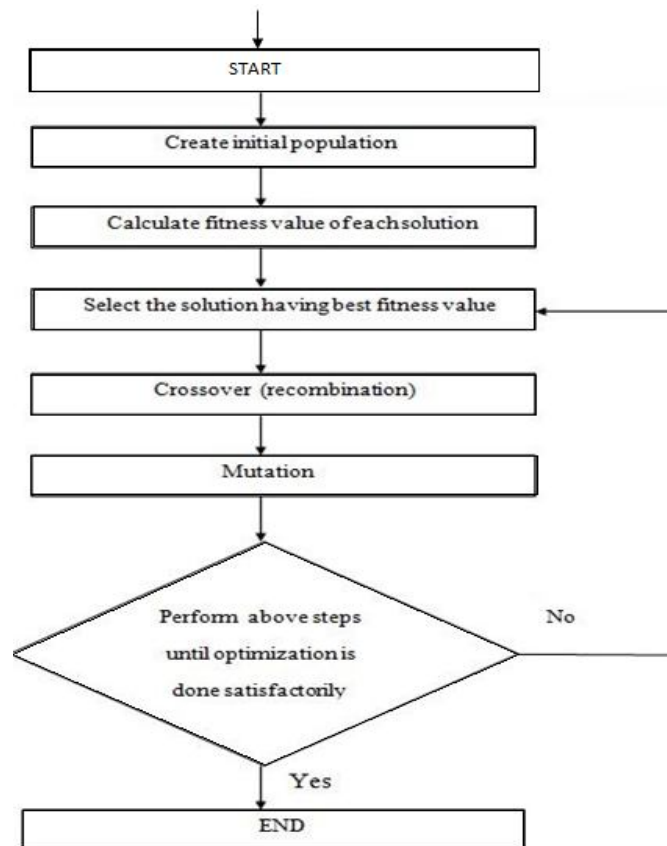 START
Create initial population
Calculate fitness value of each solution
Select the solution having best fitness value
Crossover (recombination)
Mutation
Perform above steps
until optimization is
done satisfactorily
No
Yes
END